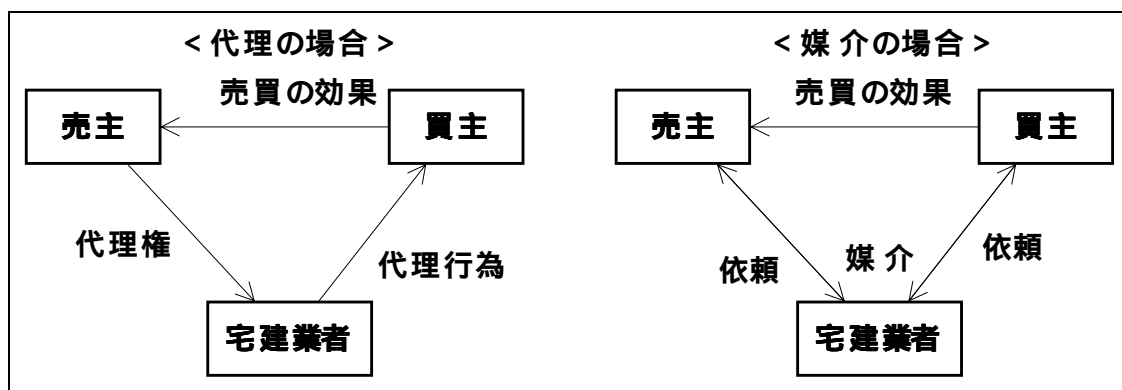 <代理の場合>
売買の効果
売主
買主
代理権
代理行為
宅建業者
<媒介の場合>
売買の効果
売主
買主
依頼
媒介
依頼
宅建業者